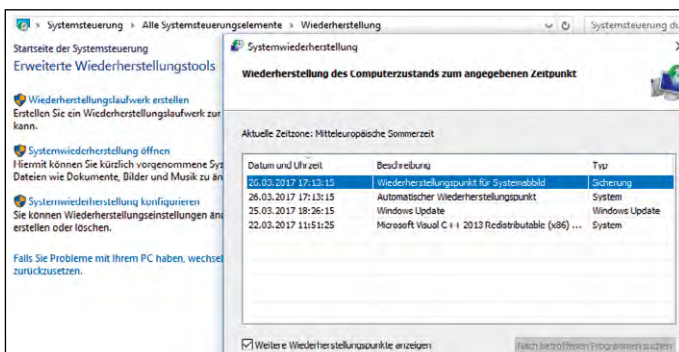 Systemsteuerung > Alle Systemsteuerungselemente > Wiederherstellung
Systemsteuerung du
Startseite der Systemsteuerung
Erweiterte Wiederherstellungstools
Wiederherstellungslaufwerk erstellen
Erstellen Sie ein Wiederherstellungslaufwerk zur
kann.
Systemwiederherstellung öffnen
Hiermit können Sie kürzlich vorgenommene Sys
Dateien wie Dokumente, Bilder und Musik zu än
Systemwiederherstellung konfigurieren
Sie können Wiederherstellungseinstellungen änd
erstellen oder löschen.
Falls Sie Probleme mit Ihrem PC haben, wechsel
zurückzusetzen.
Systemwiederherstellung
Wiederherstellung des Computerzustands zum angegebenen Zeitpunkt
Aktuelle Zeitzone: Mitteleuropäische Sommerzeit
Datum und Uhrzeit Beschreibung Typ
26.03.2017 17:13:15 Wiederherstellungspunkt für Systemabbild Sicherung
26.03.2017 17:13:15 Automatischer Wiederherstellungspunkt System
25.03.2017 18:26:15 Windows Update Windows Update
22.03.2017 11:51:25 Microsoft Visual C++ 2013 Redistributable (x86) ... System
Weitere Wiederherstellungspunkte anzeigen
Nach betroffenen Programmen suchen